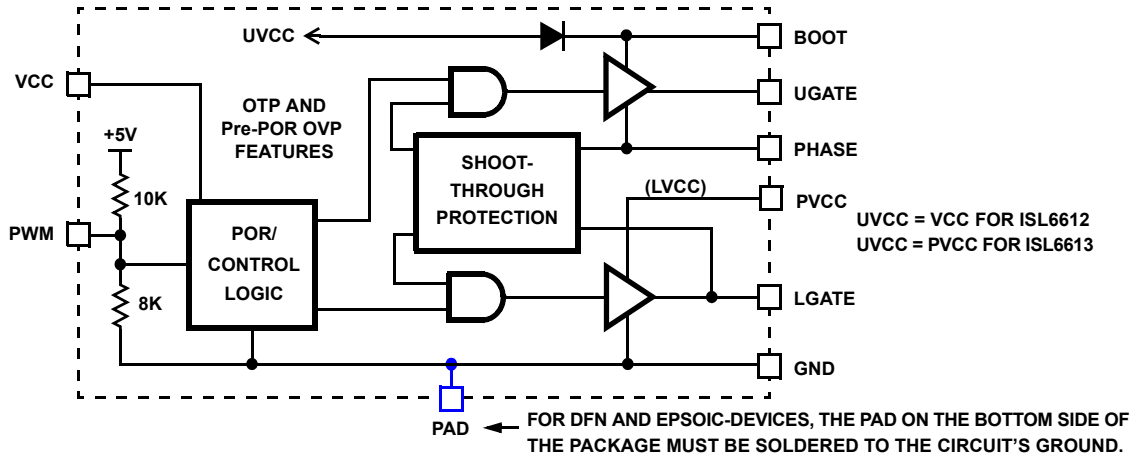 UVCC
BOOT
VCC
OTP AND
Pre-POR OVP
FEATURES
UGATE
+5V
SHOOT-
THROUGH
PROTECTION
PHASE
10K
(LVCC)
PVCC
UVCC = VCC FOR ISL6612
UVCC = PVCC FOR ISL6613
PWM
POR/
CONTROL
LOGIC
8K
LGATE
GND
PAD
FOR DFN AND EPSOIC-DEVICES, THE PAD ON THE BOTTOM SIDE OF
THE PACKAGE MUST BE SOLDERED TO THE CIRCUIT'S GROUND.